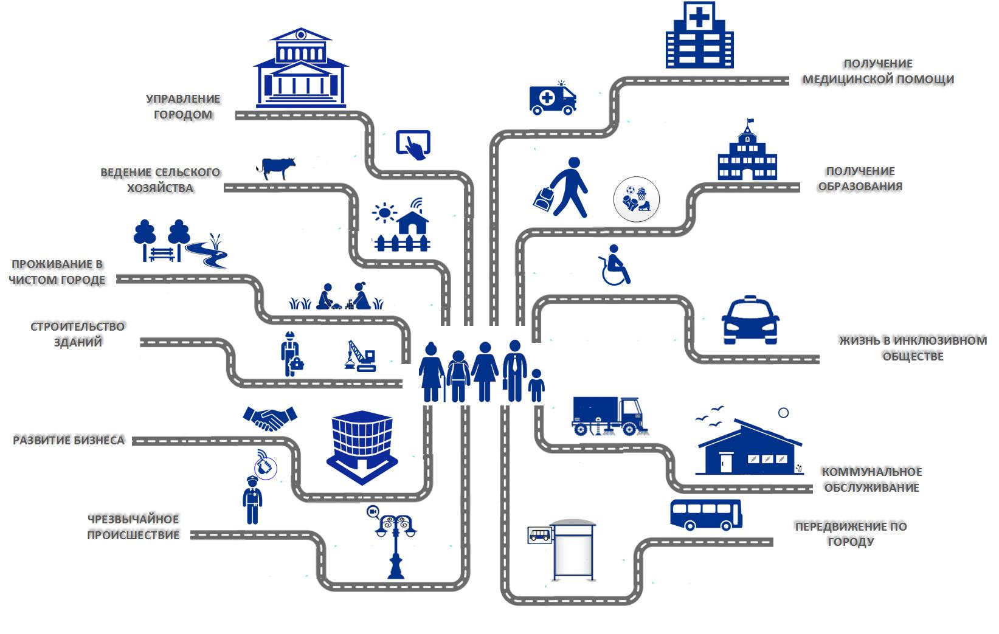 УПРАВЛЕНИЕ
ГОРОДОМ
ВЕДЕНИЕ СЕЛЬСКОГО
ХОЗЯЙСТВА
ПРОЖИВАНИЕ В
ЧИСТОМ ГОРОДЕ
СТРОИТЕЛЬСТВО
ЗДАНИЙ
РАЗВИТИЕ БИЗНЕСА
ЧРЕЗВЫЧАЙНОЕ
ПРОИСШЕСТВИЕ
ПОЛУЧЕНИЕ
МЕДИЦИНСКОЙ ПОМОЩИ
ПОЛУЧЕНИЕ
ОБРАЗОВАНИЯ
ЖИЗНЬ В ИНКЛЮЗИВНОМ
ОБЩЕСТВЕ
КОММУНАЛЬНОЕ
ОБСЛУЖИВАНИЕ
ПЕРЕДВИЖЕНИЕ ПО
ГОРОДУ